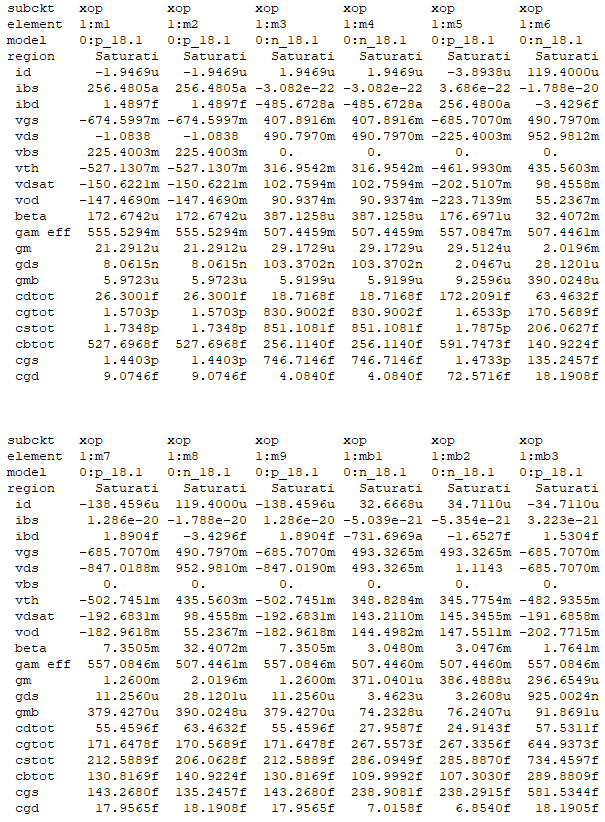 subckt xop xop xop xop xop xop
element 1:m1 1:m2 1:m3 1:m4 1:m5 1:m6
model 0:p_18.1 0:p_18.1 0:n_18.1 0:n_18.1 0:p_18.1 0:n_18.1
region Saturati Saturati Saturati Saturati Saturati Saturati
id -1.9469u -1.9469u 1.9469u 1.9469u -3.8938u 119.4000u
ibs 256.4805a 256.4805a -3.082e-22 -3.082e-22 3.686e-22 -1.788e-20
ibd 1.4897f 1.4897f -485.6728a -485.6728a 256.4800a -3.4296f
vgs -674.5997m -674.5997m 407.8916m 407.8916m -685.7070m 490.7970m
vds -1.0838 -1.0838 490.7970m 490.7970m -225.4003m 952.9812m
vbs 225.4003m 225.4003m 0. 0. 0. 0.
vth -527.1307m -527.1307m 316.9542m 316.9542m -461.9930m 435.5603m
vdsat -150.6221m -150.6221m 102.7594m 102.7594m -202.5107m 98.4558m
vod -147.4690m -147.4690m 90.9374m 90.9374m -223.7139m 55.2367m
beta 172.6742u 172.6742u 387.1258u 387.1258u 176.6971u 32.4072m
gam eff 555.5294m 555.5294m 507.4459m 507.4459m 557.0847m 507.4461m
gm 21.2912u 21.2912u 29.1729u 29.1729u 29.5124u 2.0196m
gds 8.0615n 8.0615n 103.3702n 103.3702n 2.0467u 28.1201u
gmb 5.9723u 5.9723u 5.9199u 5.9199u 9.2596u 390.0248u
cdtot 26.3001f 26.3001f 18.7168f 18.7168f 172.2091f 63.4632f
cgtot 1.5703p 1.5703p 830.9002f 830.9002f 1.6533p 170.5689f
cstot 1.7348p 1.7348p 851.1081f 851.1081f 1.7875p 206.0627f
cbtot 527.6968f 527.6968f 256.1140f 256.1140f 591.7473f 140.9224f
cgs 1.4403p 1.4403p 746.7146f 746.7146f 1.4733p 135.2457f
cgd 9.0746f 9.0746f 4.0840f 4.0840f 72.5716f 18.1908f
subckt xop xop xop xop xop xop
element 1:m7 1:m8 1:m9 1:mb1 1:mb2 1:mb3
model 0:p_18.1 0:n_18.1 0:p_18.1 0:n_18.1 0:n_18.1 0:p_18.1
region Saturati Saturati Saturati Saturati Saturati Saturati
id -138.4596u 119.4000u -138.4596u 32.6668u 34.7110u -34.7110u
ibs 1.286e-20 -1.788e-20 1.286e-20 -5.039e-21 -5.354e-21 3.223e-21
ibd 1.8904f -3.4296f 1.8904f -731.6969a -1.6527f 1.5304f
vgs -685.7070m 490.7970m -685.7070m 493.3265m 493.3265m -685.7070m
vds -847.0188m 952.9810m -847.0190m 493.3265m 1.1143 -685.7070m
vbs 0. 0. 0. 0. 0. 0.
vth -502.7451m 435.5603m -502.7451m 348.8284m 345.7754m -482.9355m
vdsat -192.6831m 98.4558m -192.6831m 143.2110m 145.3455m -191.6858m
vod -182.9618m 55.2367m -182.9618m 144.4982m 147.5511m -202.7715m
beta 7.3505m 32.4072m 7.3505m 3.0480m 3.0476m 1.7641m
gam eff 557.0846m 507.4461m 557.0846m 507.4460m 507.4460m 557.0846m
gm 1.2600m 2.0196m 1.2600m 371.0401u 386.4888u 296.6549u
gds 11.2560u 28.1201u 11.2560u 3.4623u 3.2608u 925.0024n
gmb 379.4270u 390.0248u 379.4270u 74.2328u 76.2407u 91.8691u
cdtot 55.4596f 63.4632f 55.4596f 27.9587f 24.9143f 57.5311f
cgtot 171.6478f 170.5689f 171.6478f 267.5573f 267.3356f 644.9373f
cstot 212.5889f 206.0628f 212.5889f 286.0949f 285.8870f 734.4597f
cbtot 130.8169f 140.9224f 130.8169f 109.9992f 107.3030f 289.8809f
cgs 143.2680f 135.2457f 143.2680f 238.9081f 238.2915f 581.5344f
cgd 17.9565f 18.1908f 17.9565f 7.0158f 6.8540f 18.1905f